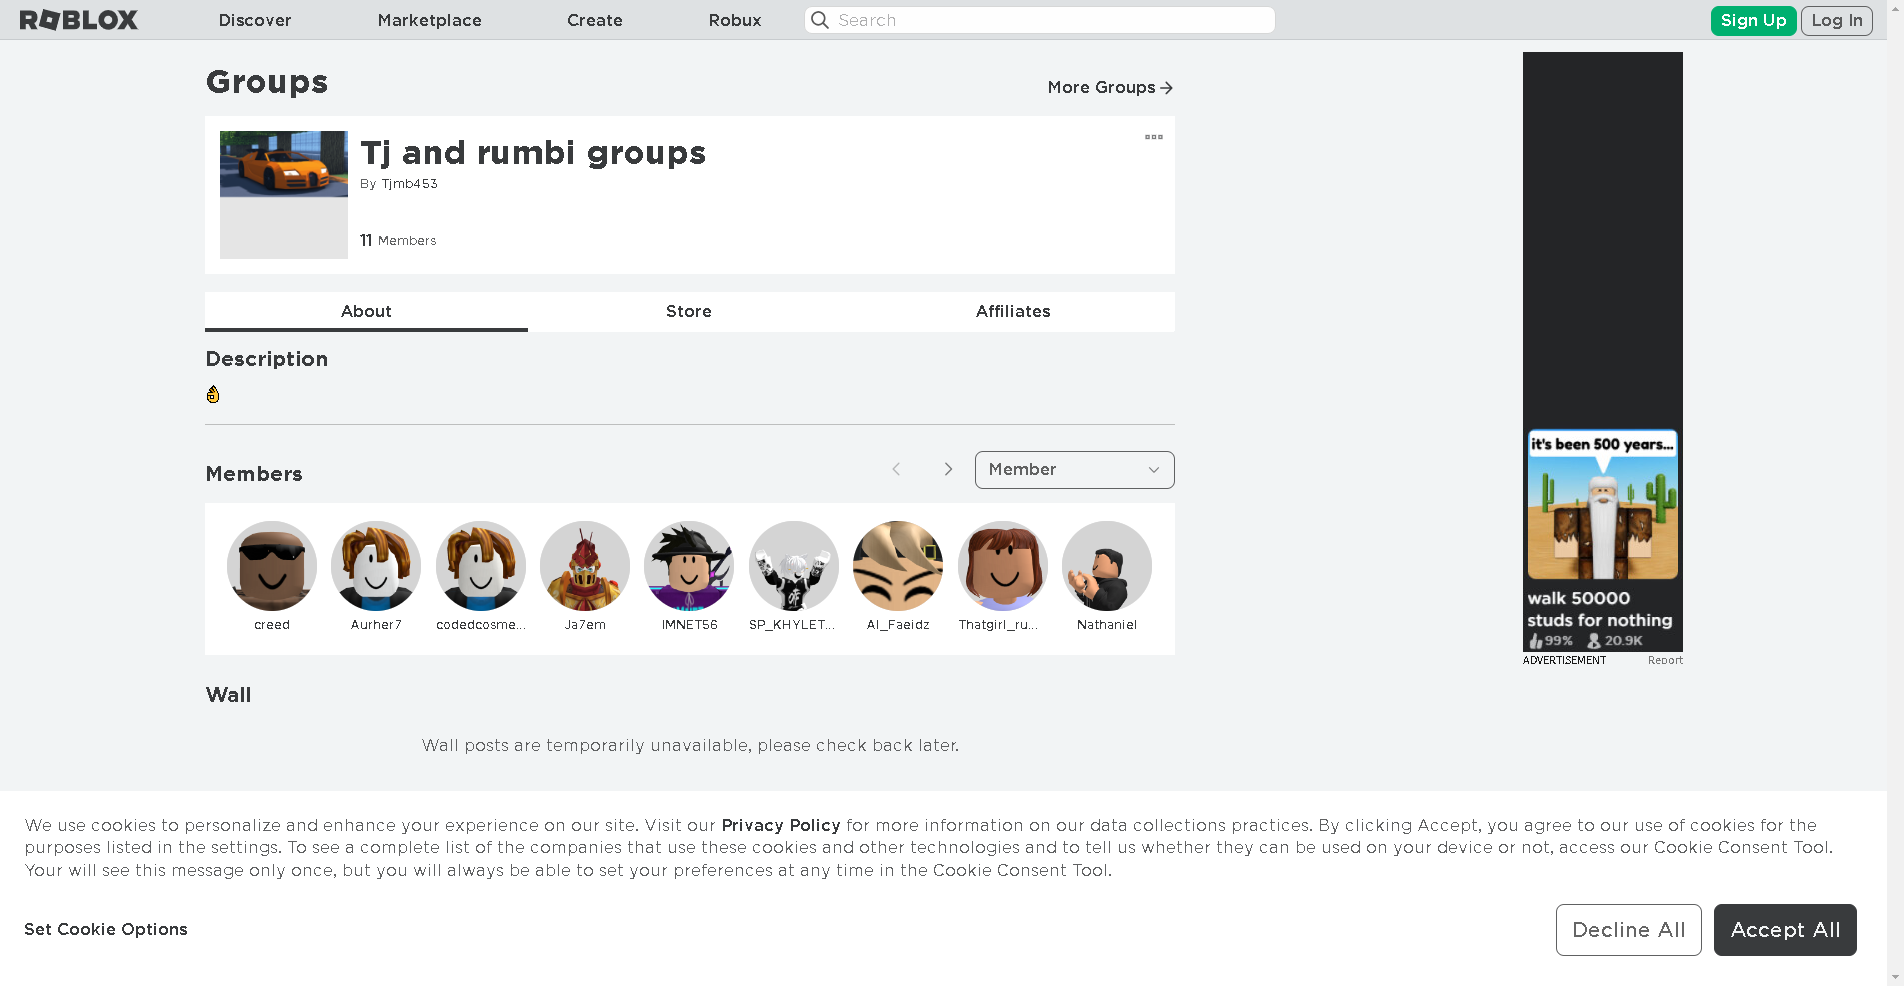 ROBLOX Discover Marketplace Create Robux Search Sign Up Log In
Groups
More Groups
Tj and rumbi groups
By Tjmb453
11 Members
About Store Affiliates
Description
👌
Members
Member
creed Aurher7 codedcosme... Ja7em IMNET56 SP_KHYLET... Al_Faeidz Thatgirl_ru... Nathaniel
Wall
Wall posts are temporarily unavailable, please check back later.
it's been 500 years...
walk 50000
studs for nothing
99% 20.9K
ADVERTISEMENT Report
We use cookies to personalize and enhance your experience on our site. Visit our Privacy Policy for more information on our data collections practices. By clicking Accept, you agree to our use of cookies for the
purposes listed in the settings. To see a complete list of the companies that use these cookies and other technologies and to tell us whether they can be used on your device or not, access our Cookie Consent Tool.
Your will see this message only once, but you will always be able to set your preferences at any time in the Cookie Consent Tool.
Set Cookie Options
Decline All Accept All